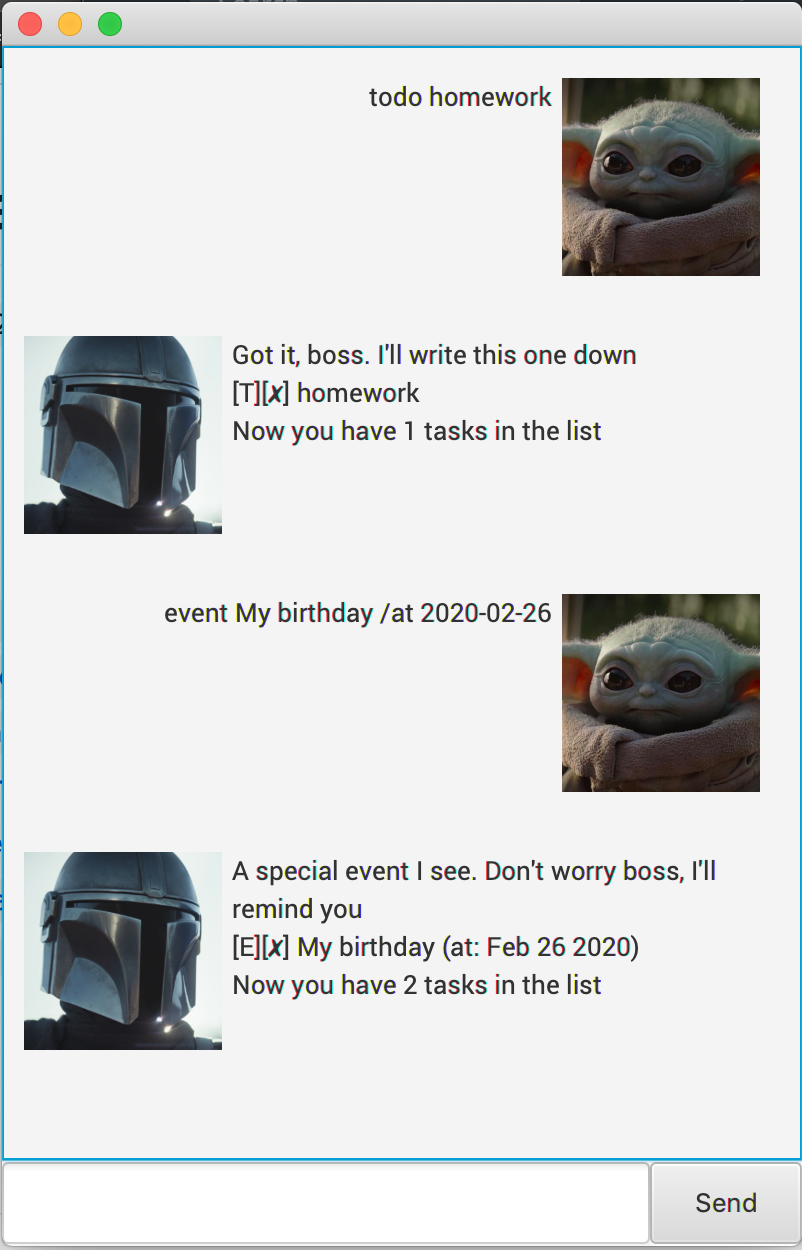 todo homework
Got it, boss. I'll write this one down
[T][✗] homework
Now you have 1 tasks in the list
event My birthday /at 2020-02-26
A special event I see. Don't worry boss, I'll
remind you
[E][✗] My birthday (at: Feb 26 2020)
Now you have 2 tasks in the list
Send